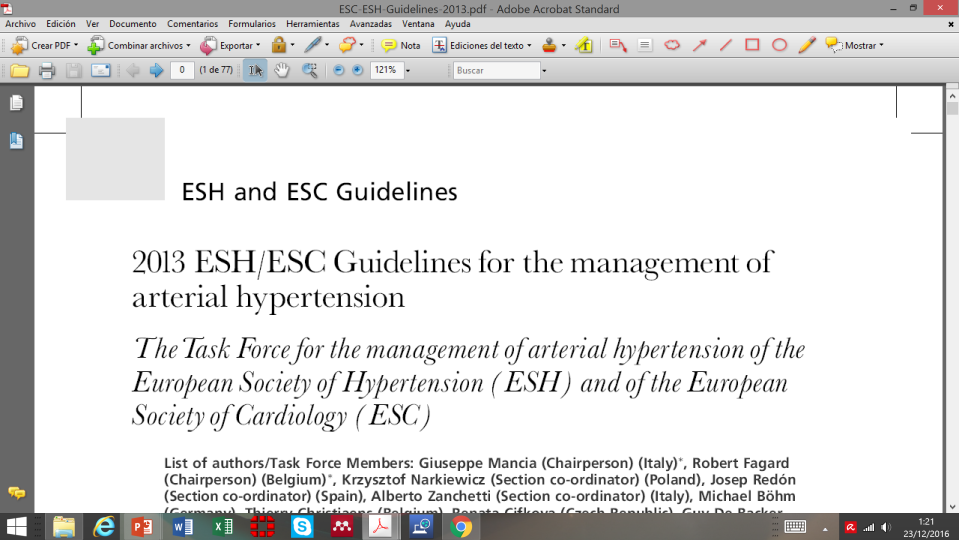 ESC-ESH-Guidelines-2013.pdf - Adobe Acrobat Standard
Archivo Edición Ver Documento Comentarios Formularios Herramientas Avanzadas Ventana Ayuda
Crear PDF Combinar archivos Exportar Nota Ediciones del texto Mostrar
0 (1 de 77) 121% Buscar
ESH and ESC Guidelines
2013 ESH/ESC Guidelines for the management of
arterial hypertension
The Task Force for the management of arterial hypertension of the
European Society of Hypertension (ESH) and of the European
Society of Cardiology (ESC)
List of authors/Task Force Members: Giuseppe Mancia (Chairperson) (Italy)*, Robert Fagard
(Chairperson) (Belgium)*, Krzysztof Narkiewicz (Section co-ordinator) (Poland), Josep Redón
(Section co-ordinator) (Spain), Alberto Zanchetti (Section co-ordinator) (Italy), Michael Böhm
(Germany), Thierry Christiaens (Belgium), Renata Cifkova (Czech Republic), Guy De Backer
1:21
23/12/2016